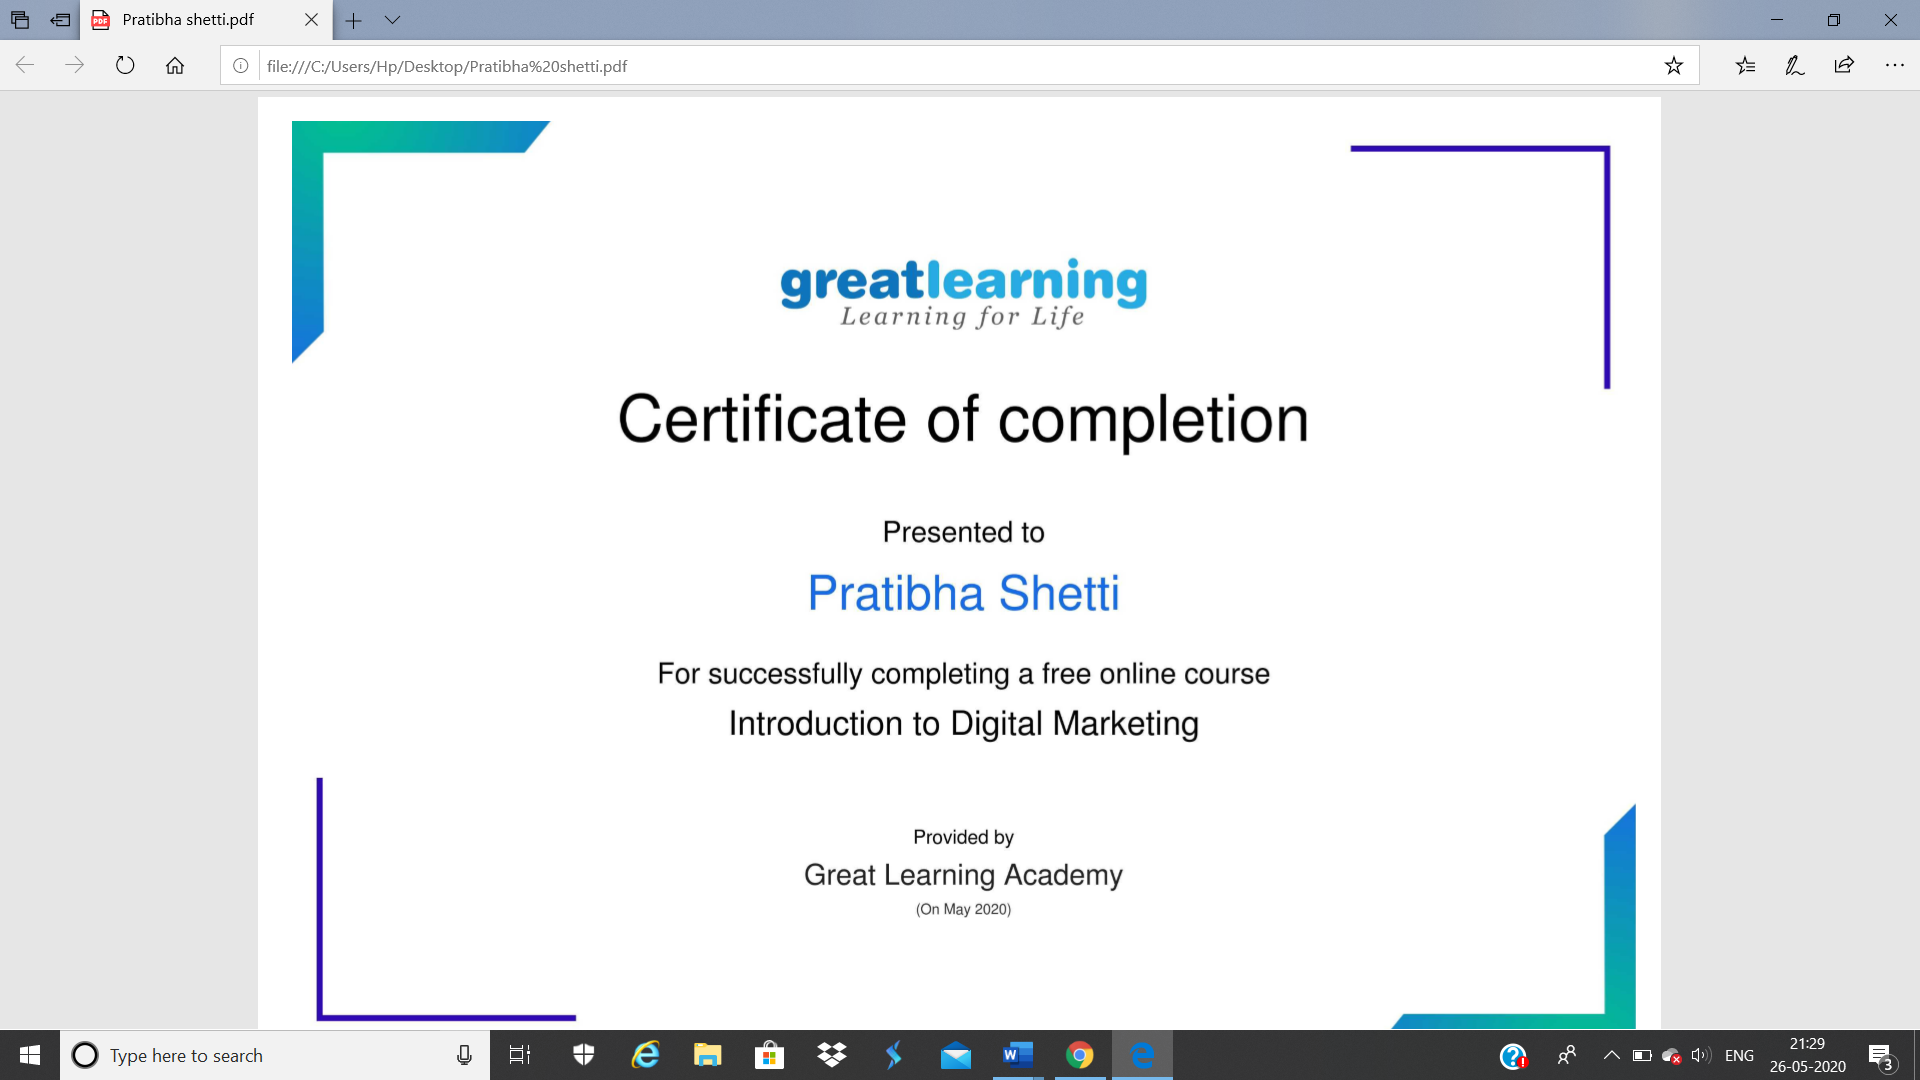 Pratibha shetti.pdf
file:///C:/Users/Hp/Desktop/Pratibha%20shetti.pdf
greatlearning
Learning for Life
Certificate of completion
Presented to
Pratibha Shetti
For successfully completing a free online course
Introduction to Digital Marketing
Provided by
Great Learning Academy
(On May 2020)
Type here to search
ENG
21:29
26-05-2020
3